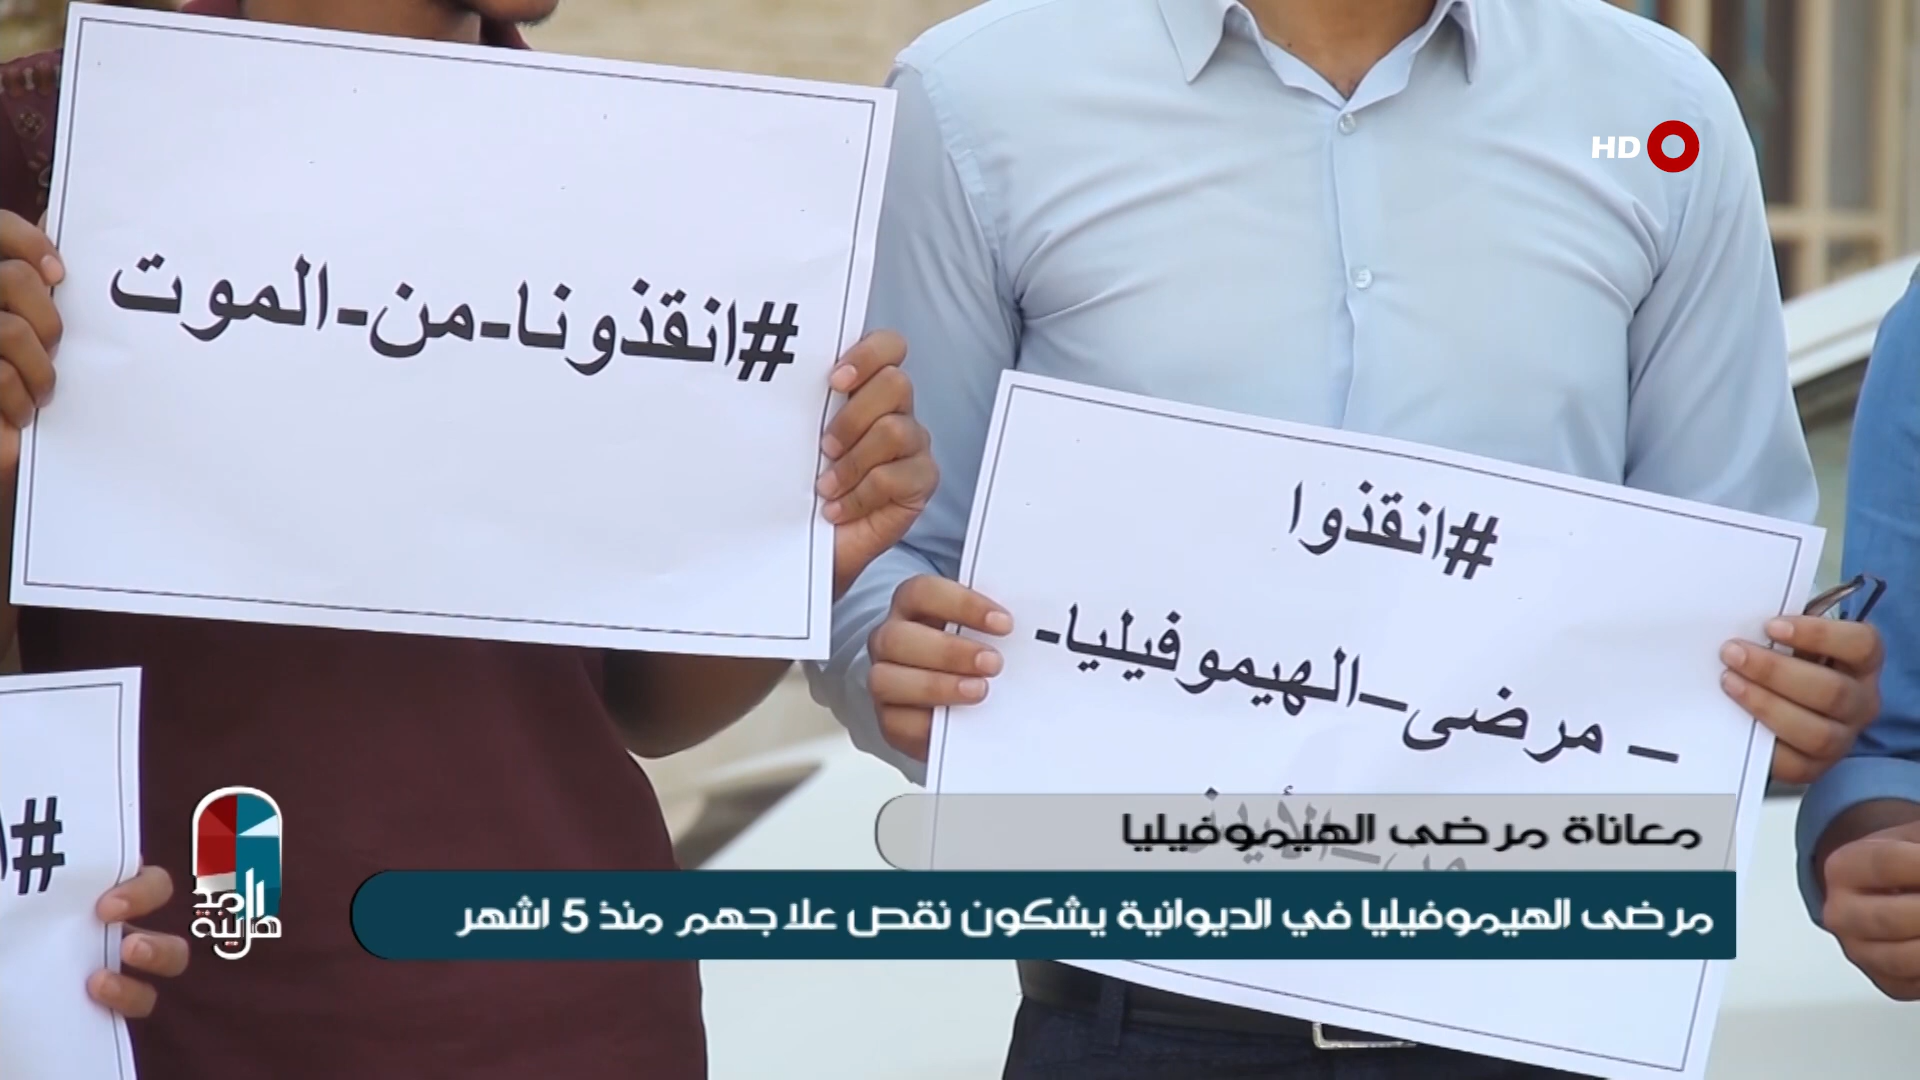 HD
#انقذونا-من-الموت
#انقذوا
– مرضى–الهيموفيليا-
#
معاناة مرضى الهيموفيليا
مرضى الهيموفيليا في الديوانية يشكون نقص علاجهم منذ 5 اشهر